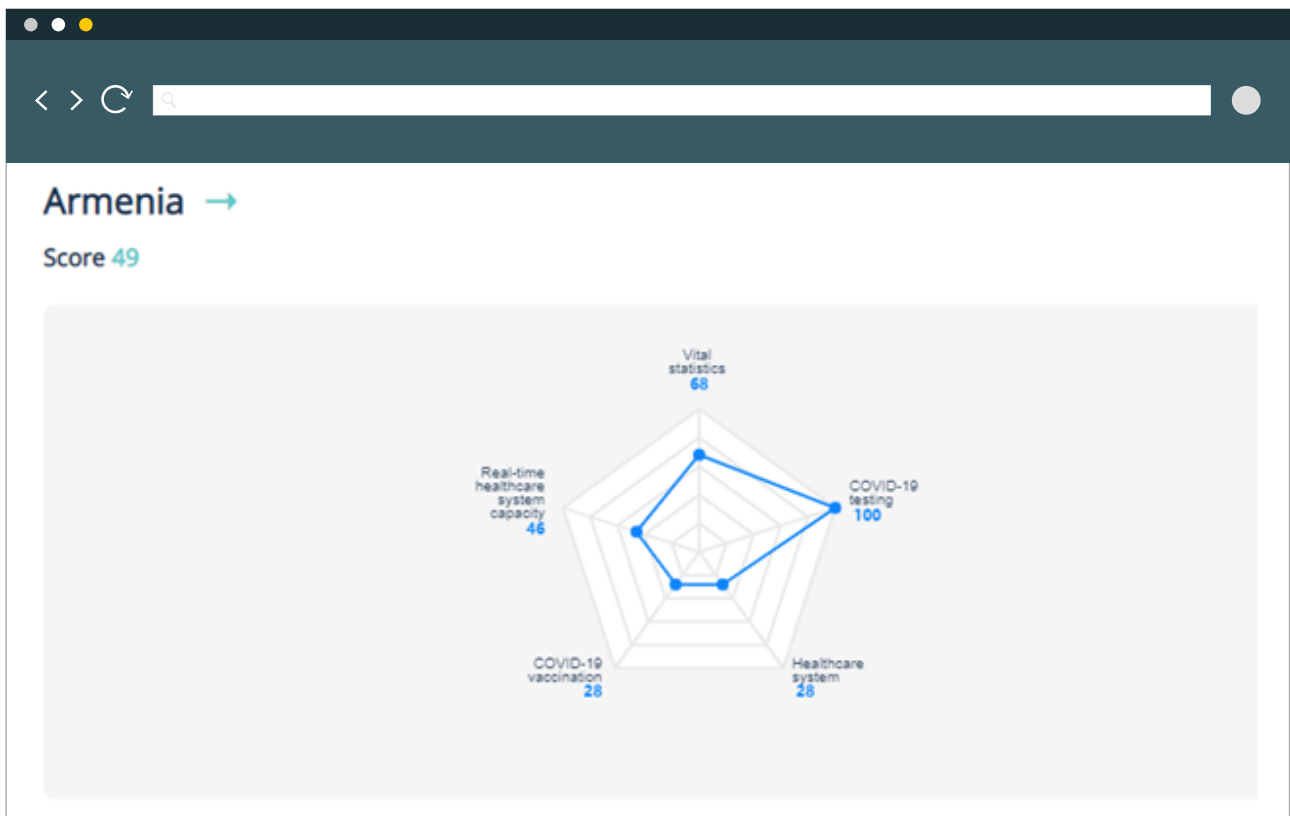 Armenia →
Score 49
Vital
statistics
68
Real-time
healthcare
system
capacity
46
COVID-19
testing
100
COVID-19
vaccination
28
Healthcare
system
28